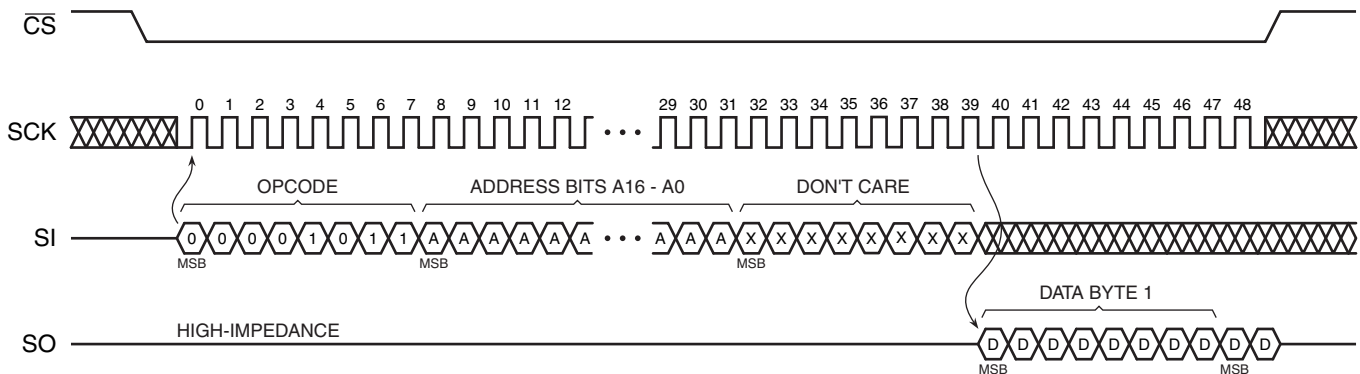 CS
0 1 2 3 4 5 6 7 8 9 10 11 12 29 30 31 32 33 34 35 36 37 38 39 40 41 42 43 44 45 46 47 48
SCK
OPCODE ADDRESS BITS A16 - A0 DON'T CARE
SI 0 0 0 0 1 0 1 1 A A A A A A A A A X X X X X X X X
MSB MSB MSB
DATA BYTE 1
HIGH-IMPEDANCE
SO D D D D D D D D D D
MSB MSB